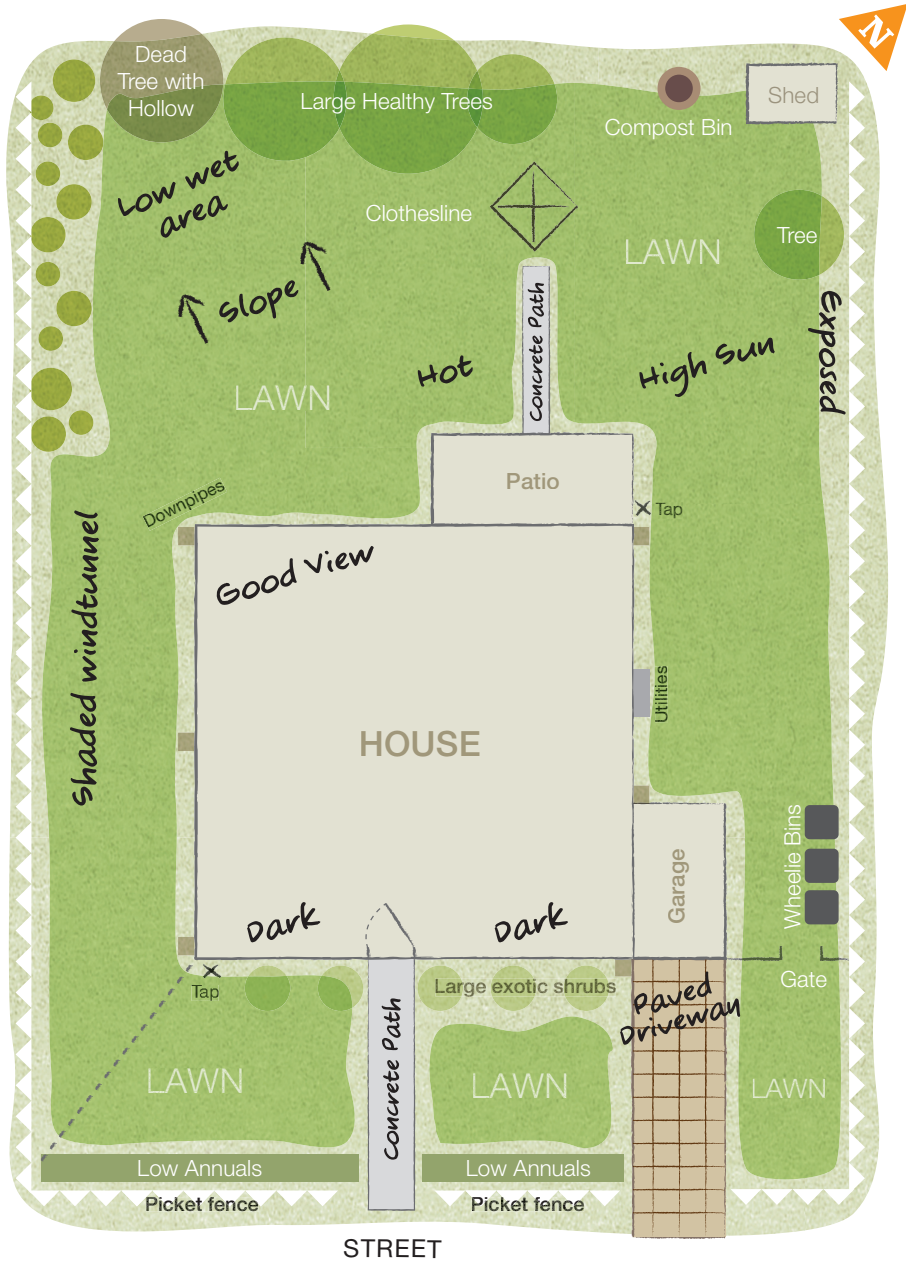 N
Dead
Tree with
Hollow
Large Healthy Trees
Compost Bin
Shed
Low wet
area
Clothesline
LAWN
Tree
Slope
Concrete Path
Exposed
Hot
High Sun
LAWN
Patio
Downpipes
Tap
Good View
Shaded windtunnel
Utilities
HOUSE
Wheelie Bins
Garage
Dark
Dark
Gate
Tap
Large exotic shrubs
Paved
Driveway
Concrete Path
LAWN
LAWN
LAWN
Low Annuals
Low Annuals
Picket fence
Picket fence
STREET